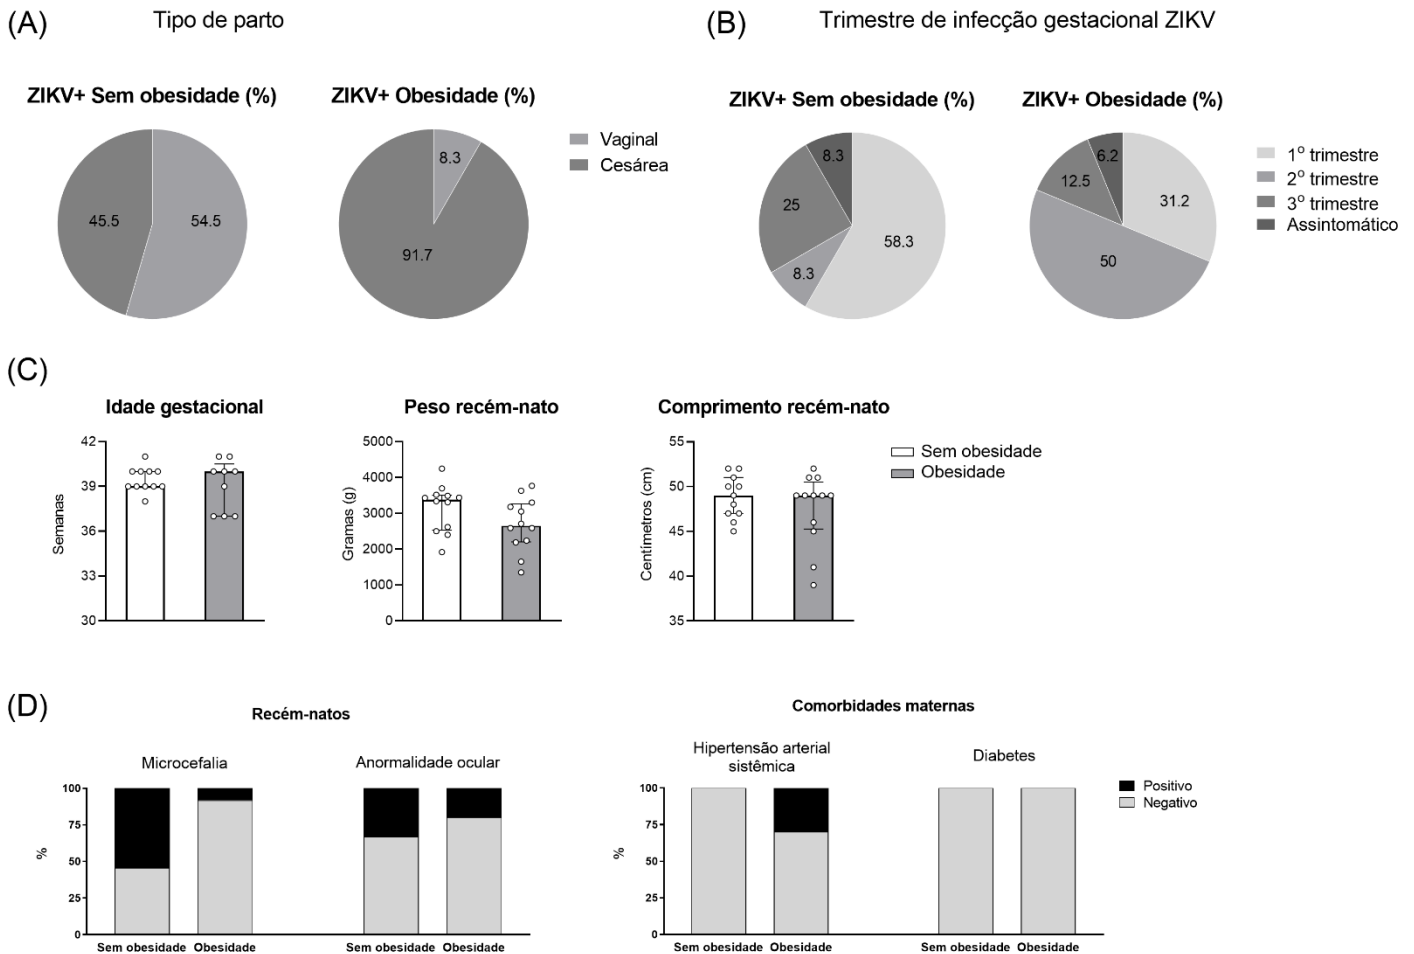 (A) Tipo de parto
ZIKV+ Sem obesidade (%)
ZIKV+ Obesidade (%)
45.5
54.5
8.3
91.7
Vaginal
Cesárea
(B) Trimestre de infecção gestacional ZIKV
ZIKV+ Sem obesidade (%)
ZIKV+ Obesidade (%)
8.3
25
8.3
58.3
6.2
12.5
31.2
50
1º trimestre
2º trimestre
3º trimestre
Assintomático
(C)
Idade gestacional
Semanas
42
39
36
33
30
Peso recém-nato
Gramas (g)
5000
4000
3000
2000
1000
0
Comprimento recém-nato
Centímetros (cm)
55
50
45
40
35
Sem obesidade
Obesidade
(D)
Recém-natos
Microcefalia
Anormalidade ocular
%
100
75
50
25
0
Sem obesidade
Obesidade
Sem obesidade
Obesidade
Comorbidades maternas
Hipertensão arterial
sistêmica
Diabetes
%
100
75
50
25
0
Sem obesidade
Obesidade
Sem obesidade
Obesidade
Positivo
Negativo